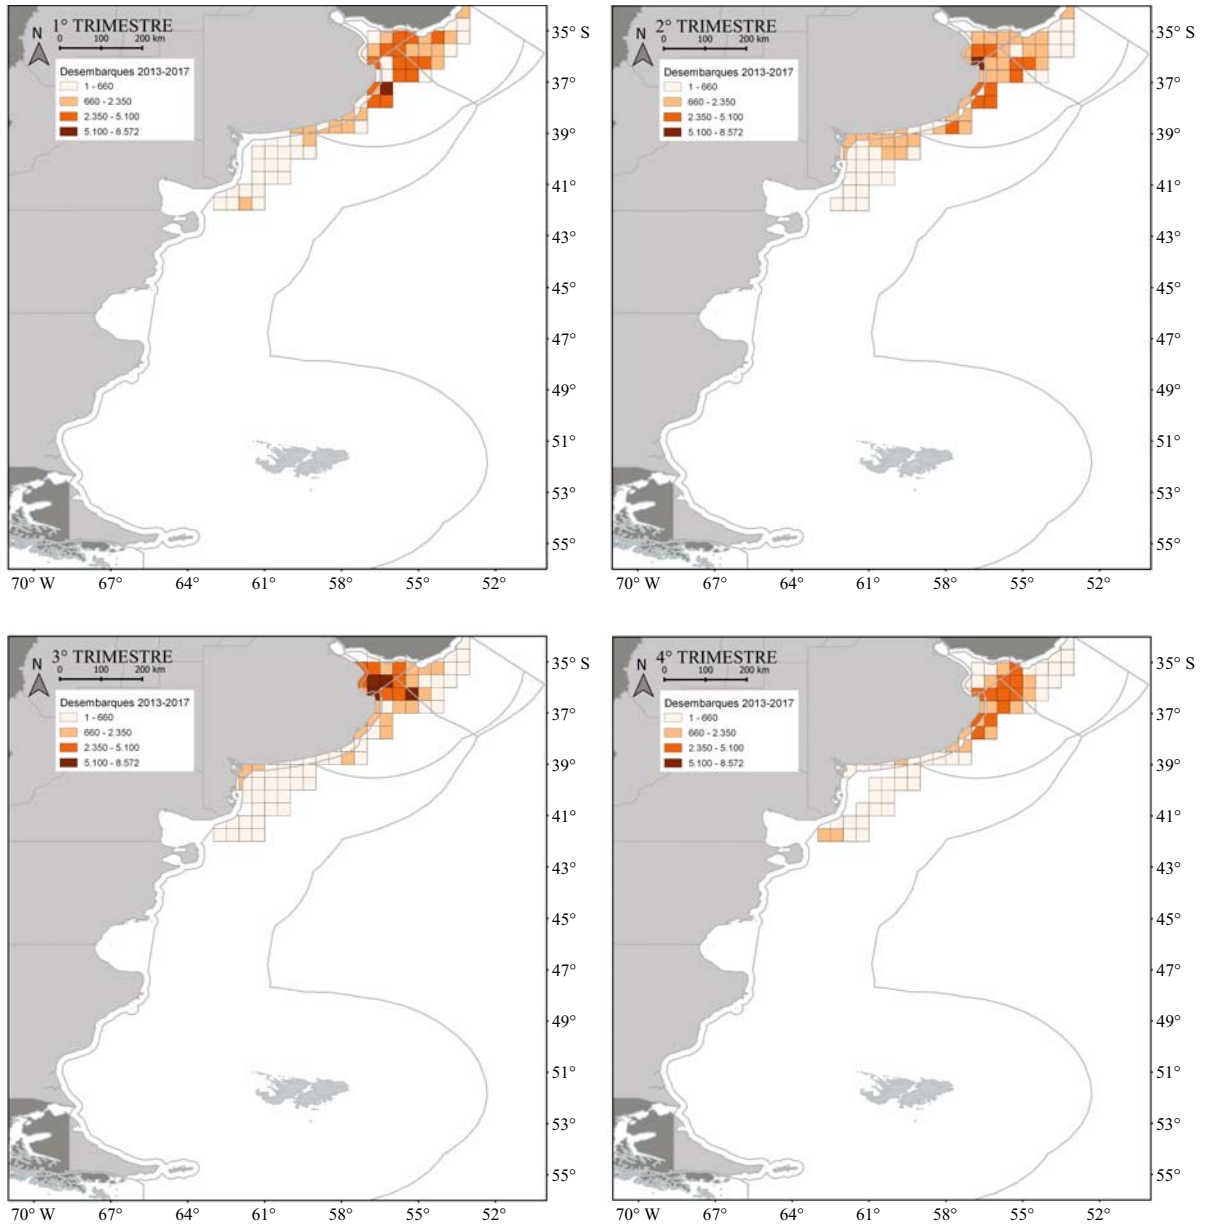 1° TRIMESTRE
N
0 100 200 km
Desembarques 2013-2017
1 - 660
660 - 2.350
2.350 - 5.100
5.100 - 8.572
35° S
37°
39°
41°
43°
45°
47°
49°
51°
53°
55°
70° W 67° 64° 61° 58° 55° 52°
2° TRIMESTRE
N
0 100 200 km
Desembarques 2013-2017
1 - 660
660 - 2.350
2.350 - 5.100
5.100 - 8.572
35° S
37°
39°
41°
43°
45°
47°
49°
51°
53°
55°
70° W 67° 64° 61° 58° 55° 52°
3° TRIMESTRE
N
0 100 200 km
Desembarques 2013-2017
1 - 660
660 - 2.350
2.350 - 5.100
5.100 - 8.572
35° S
37°
39°
41°
43°
45°
47°
49°
51°
53°
55°
70° W 67° 64° 61° 58° 55° 52°
4° TRIMESTRE
N
0 100 200 km
Desembarques 2013-2017
1 - 660
660 - 2.350
2.350 - 5.100
5.100 - 8.572
35° S
37°
39°
41°
43°
45°
47°
49°
51°
53°
55°
70° W 67° 64° 61° 58° 55° 52°